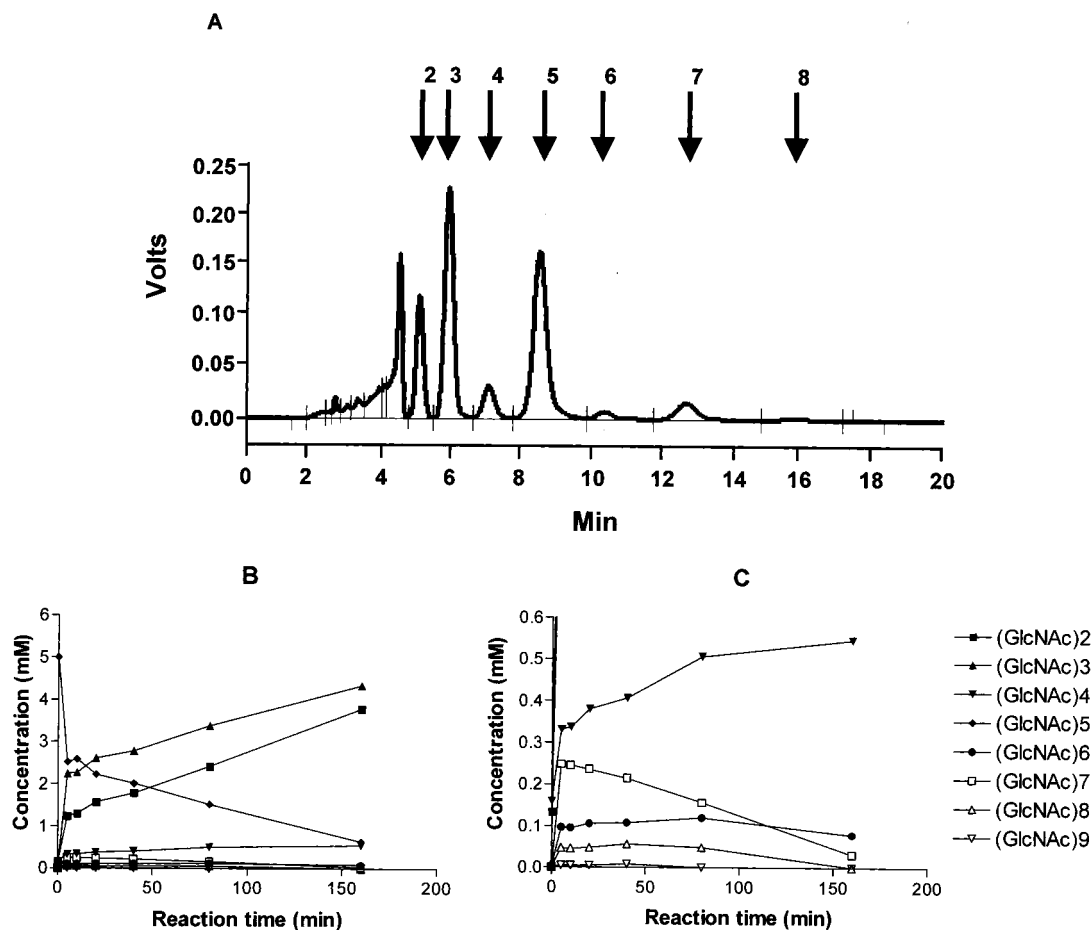 A
2 3 4 5 6 7 8
0.25
0.20
0.15
0.10
0.05
0.00
Volts
0 2 4 6 8 10 12 14 16 18 20
Min
B
6
5
4
3
2
1
0
Concentration (mM)
0 50 100 150 200
Reaction time (min)
C
0.6
0.5
0.4
0.3
0.2
0.1
0.0
Concentration (mM)
0 50 100 150 200
Reaction time (min)
(GlcNAc)2
(GlcNAc)3
(GlcNAc)4
(GlcNAc)5
(GlcNAc)6
(GlcNAc)7
(GlcNAc)8
(GlcNAc)9